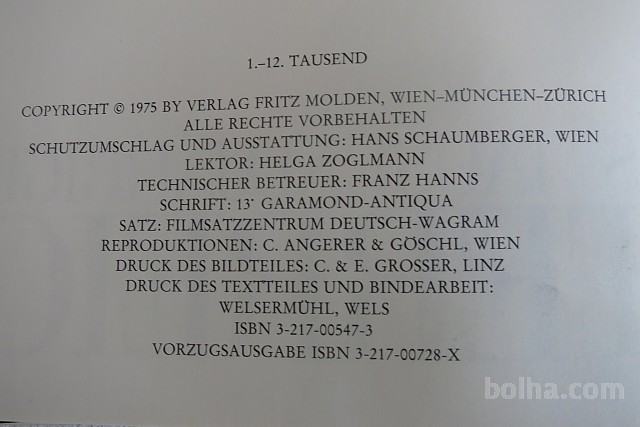 1.–12. TAUSEND
COPYRIGHT © 1975 BY VERLAG FRITZ MOLDEN, WIEN–MÜNCHEN–ZÜRICH
ALLE RECHTE VORBEHALTEN
SCHUTZUMSCHLAG UND AUSSTATTUNG: HANS SCHAUMBERGER, WIEN
LEKTOR: HELGA ZOGLMANN
TECHNISCHER BETREUER: FRANZ HANNS
SCHRIFT: 13˙ GARAMOND-ANTIQUA
SATZ: FILMSATZZENTRUM DEUTSCH-WAGRAM
REPRODUKTIONEN: C. ANGERER & GÖSCHL, WIEN
DRUCK DES BILDTEILES: C. & E. GROSSER, LINZ
DRUCK DES TEXTTEILES UND BINDEARBEIT:
WELSERMÜHL, WELS
ISBN 3-217-00547-3
VORZUGSAUSGABE ISBN 3-217-00728-X
bolha.com